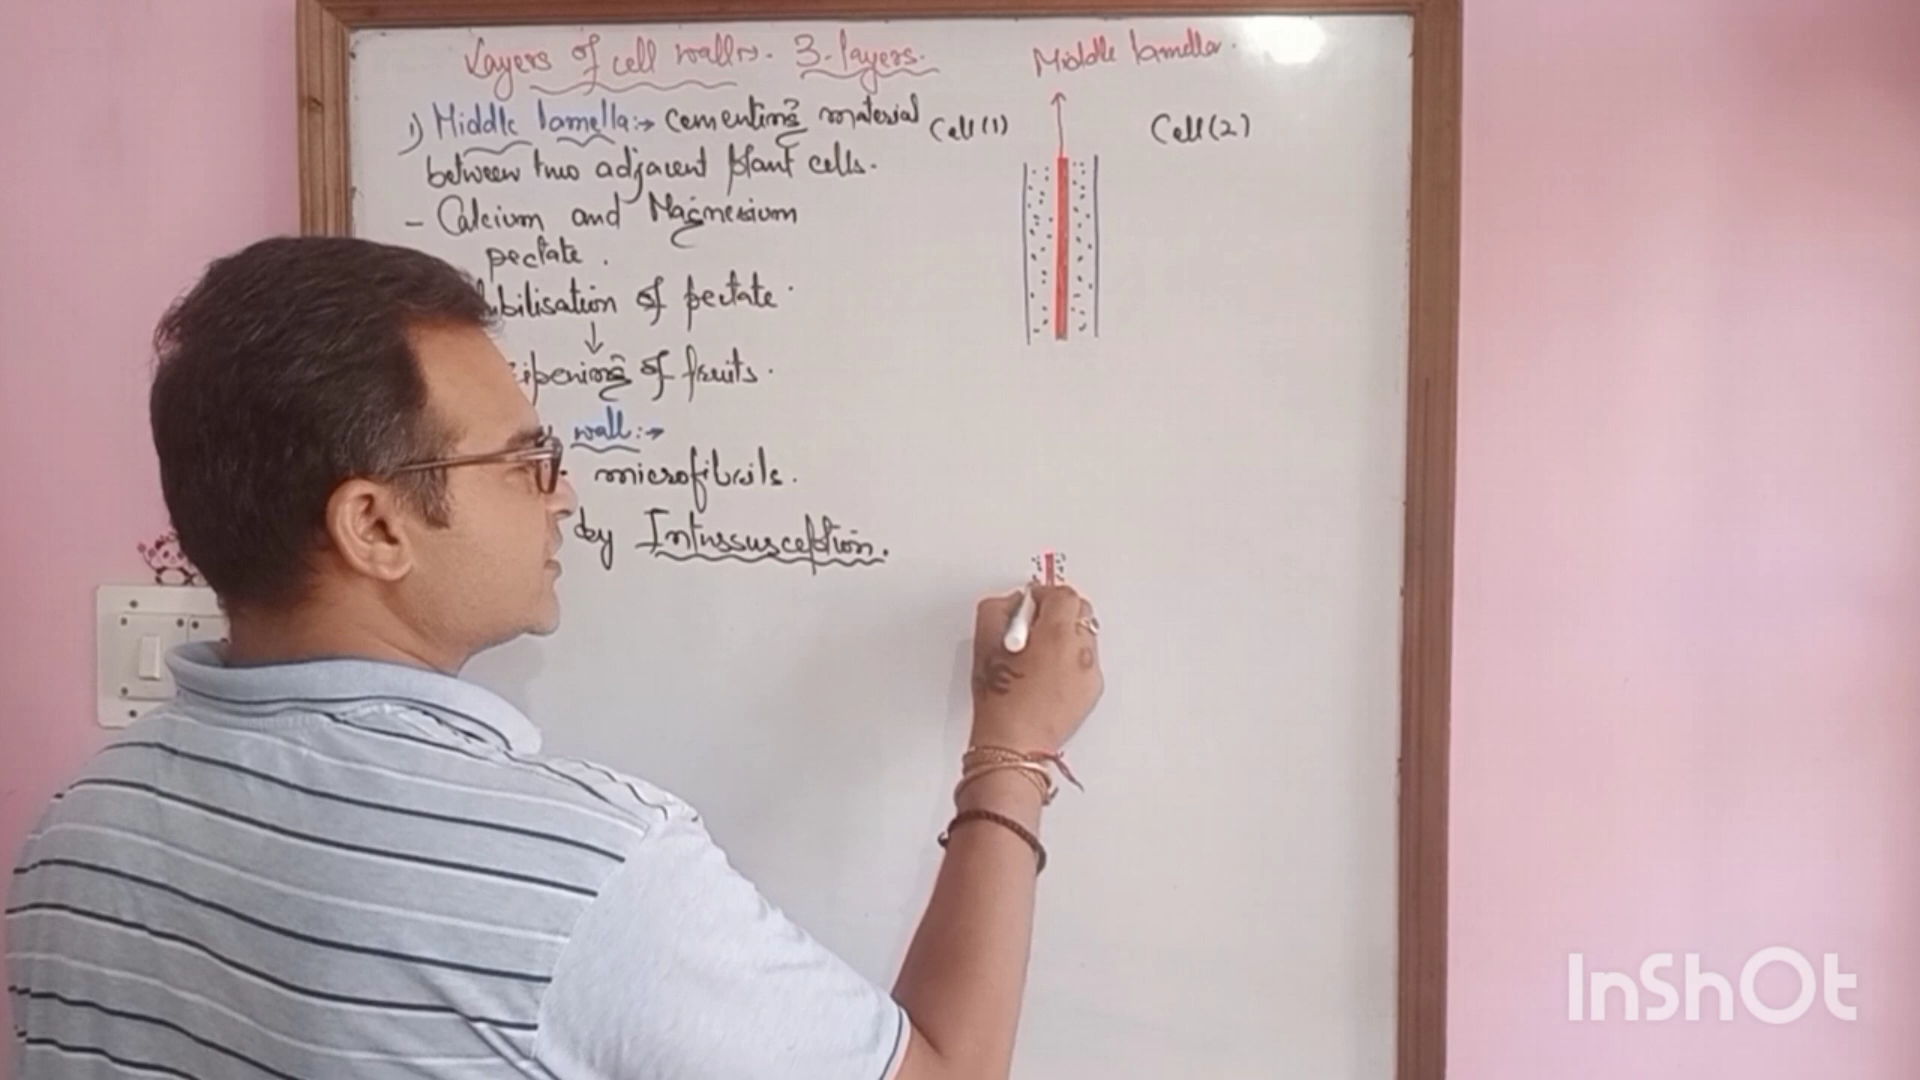 Layers of cell walls. 3-layers.
Middle lamella.
1) Middle lamella:→ Cementing material
between two adjacent plant cells.
- Calcium and Magnesium
pectate.
of pectate.
↓
of fruits.
wall:→
microfibrils.
by Intussusception.
Cell(1)
Cell(2)
InShOt